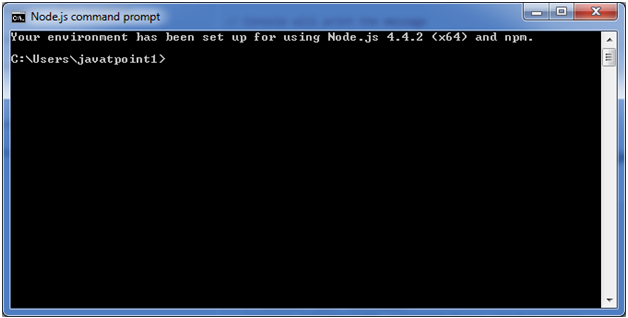 Node.js command prompt
Your environment has been set up for using Node.js 4.4.2 (x64) and npm.
C:\Users\javatpoint1>